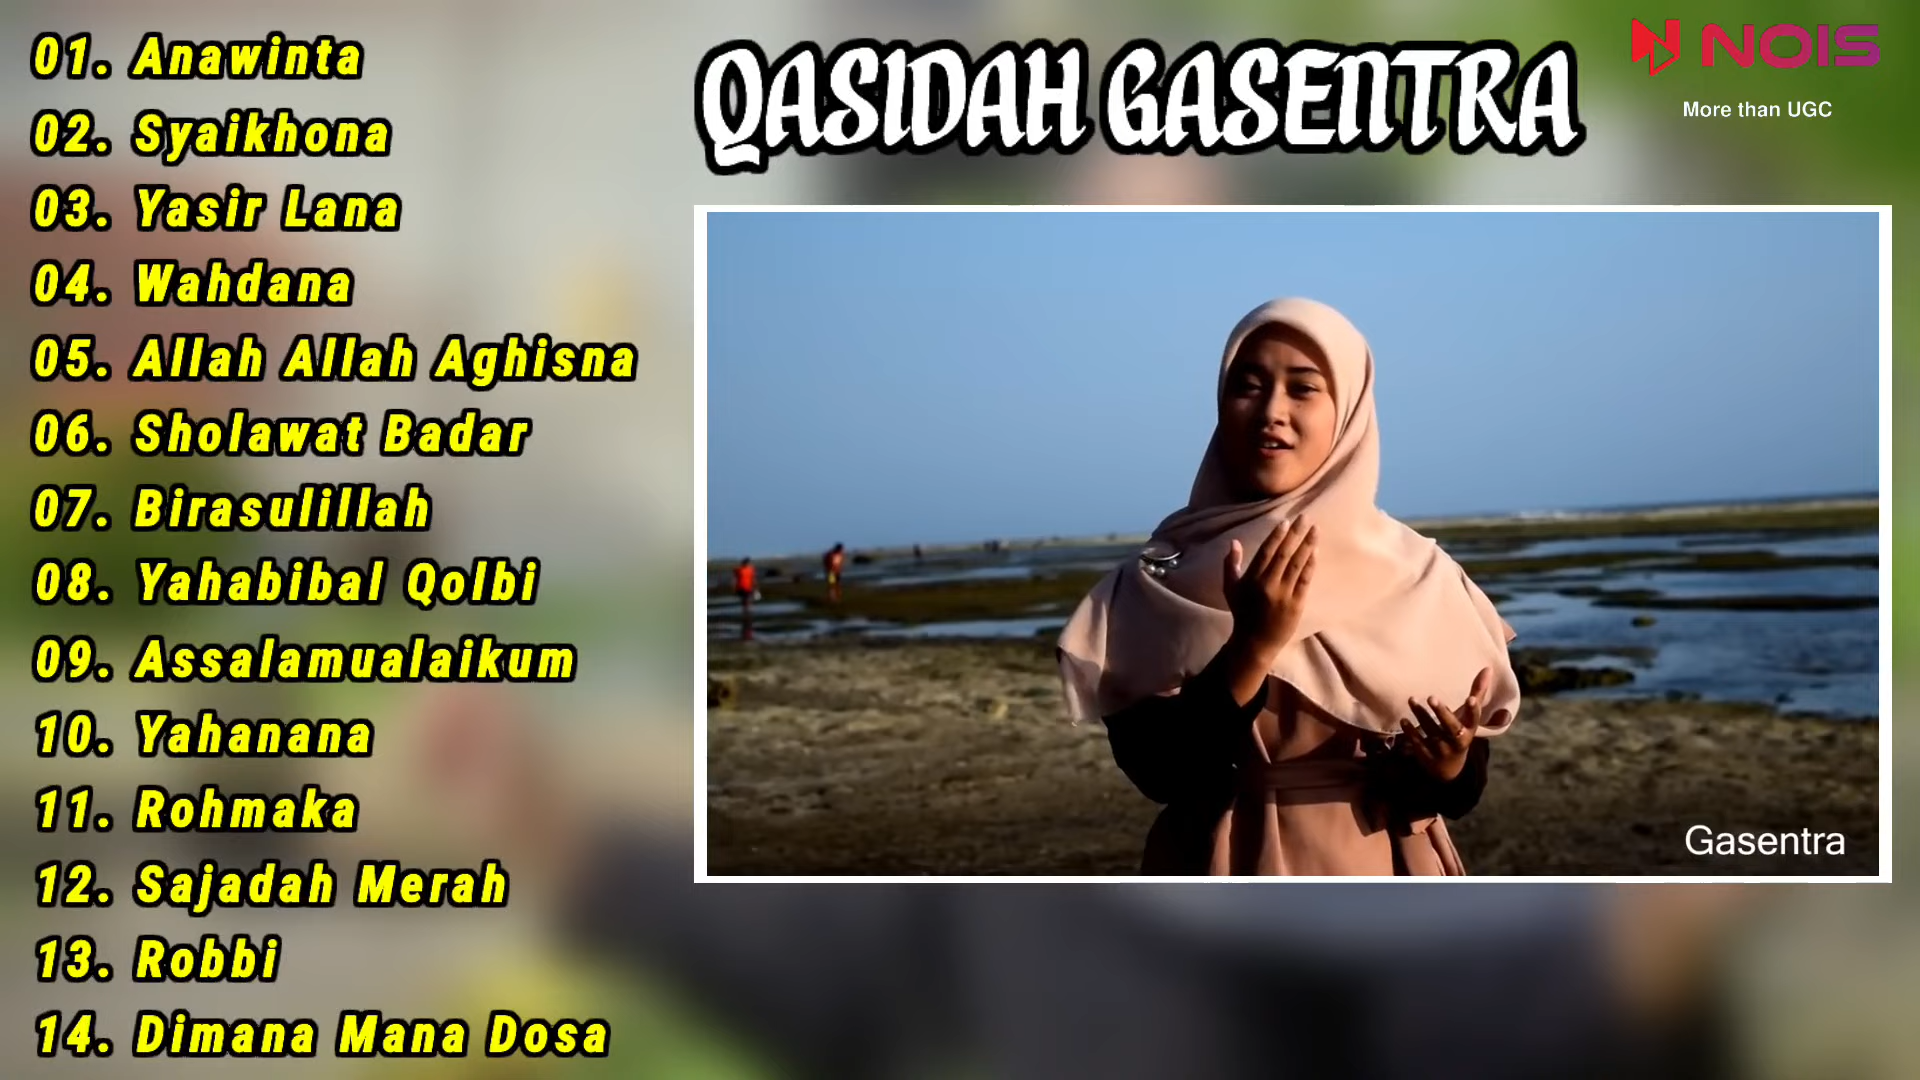 01. Anawinta
02. Syaikhona
03. Yasir Lana
04. Wahdana
05. Allah Allah Aghisna
06. Sholawat Badar
07. Birasulillah
08. Yahabibal Qolbi
09. Assalamualaikum
10. Yahanana
11. Rohmaka
12. Sajadah Merah
13. Robbi
14. Dimana Mana Dosa
QASIDAH GASENTRA
NOIS
More than UGC
Gasentra